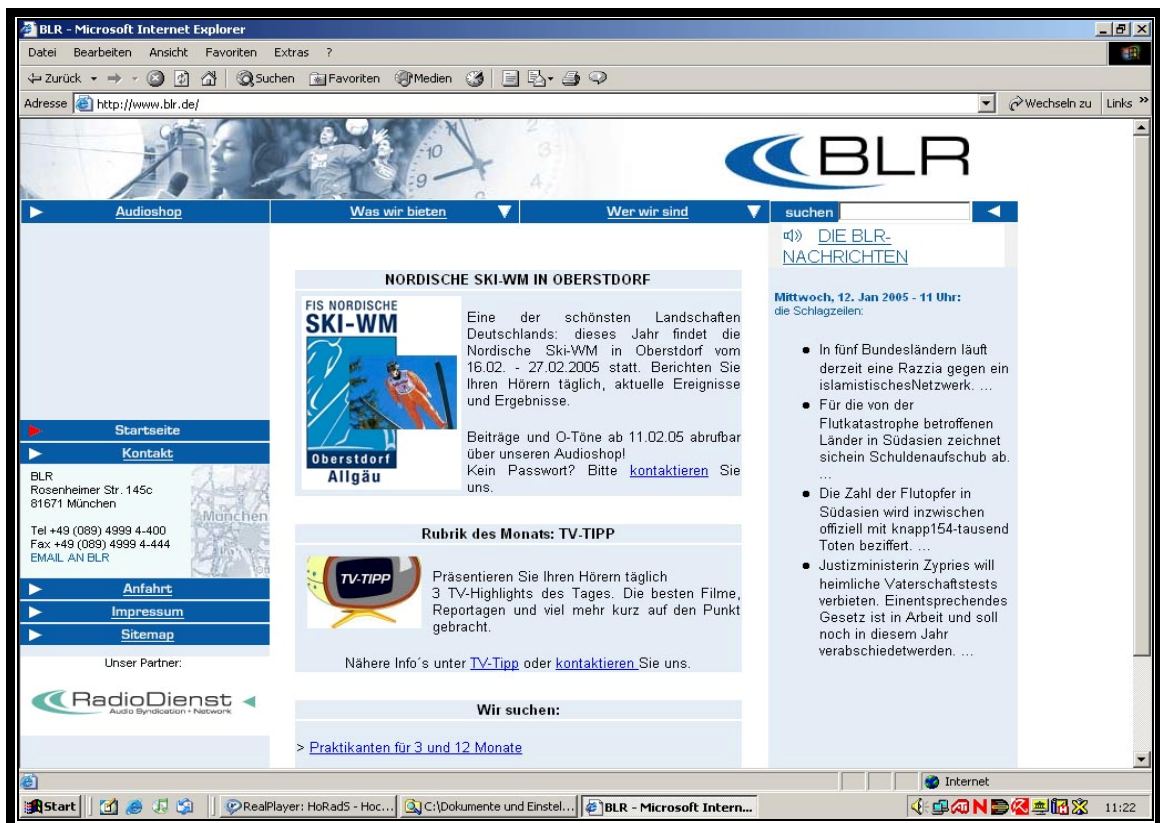 BLR - Microsoft Internet Explorer
Datei Bearbeiten Ansicht Favoriten Extras ?
Zurück Suchen Favoriten Medien
Adresse http://www.blr.de/ Wechseln zu Links »
10 2 3 9 4
BLR
Audioshop Was wir bieten Wer wir sind suchen
DIE BLR-
NACHRICHTEN
NORDISCHE SKI-WM IN OBERSTDORF
FIS NORDISCHE
SKI-WM
Oberstdorf
Allgäu
Eine der schönsten Landschaften
Deutschlands: dieses Jahr findet die
Nordische Ski-WM in Oberstdorf vom
16.02. - 27.02.2005 statt. Berichten Sie
Ihren Hörern täglich, aktuelle Ereignisse
und Ergebnisse.
Beiträge und O-Töne ab 11.02.05 abrufbar
über unseren Audioshop!
Kein Passwort? Bitte kontaktieren Sie
uns.
Mittwoch, 12. Jan 2005 - 11 Uhr:
die Schlagzeilen:
In fünf Bundesländern läuft
derzeit eine Razzia gegen ein
islamistischesNetzwerk. ...
Für die von der
Flutkatastrophe betroffenen
Länder in Südasien zeichnet
sichein Schuldenaufschub ab.
...
Die Zahl der Flutopfer in
Südasien wird inzwischen
offiziell mit knapp154-tausend
Toten beziffert. ...
Justizministerin Zypries will
heimliche Vaterschaftstests
verbieten. Einentsprechendes
Gesetz ist in Arbeit und soll
noch in diesem Jahr
verabschiedetwerden. ...
Startseite
Kontakt
BLR
Rosenheimer Str. 145c
81671 München
Tel +49 (089) 4999 4-400
Fax +49 (089) 4999 4-444
EMAIL AN BLR
München
Anfahrt
Impressum
Sitemap
Unser Partner:
RadioDienst
Audio Syndication + Network
Rubrik des Monats: TV-TIPP
TV-TIPP
Präsentieren Sie Ihren Hörern täglich
3 TV-Highlights des Tages. Die besten Filme,
Reportagen und viel mehr kurz auf den Punkt
gebracht.
Nähere Info´s unter TV-Tipp oder kontaktieren Sie uns.
Wir suchen:
> Praktikanten für 3 und 12 Monate
Internet
Start RealPlayer: HoRadS - Hoc... C:\Dokumente und Einstel... BLR - Microsoft Intern... 11:22